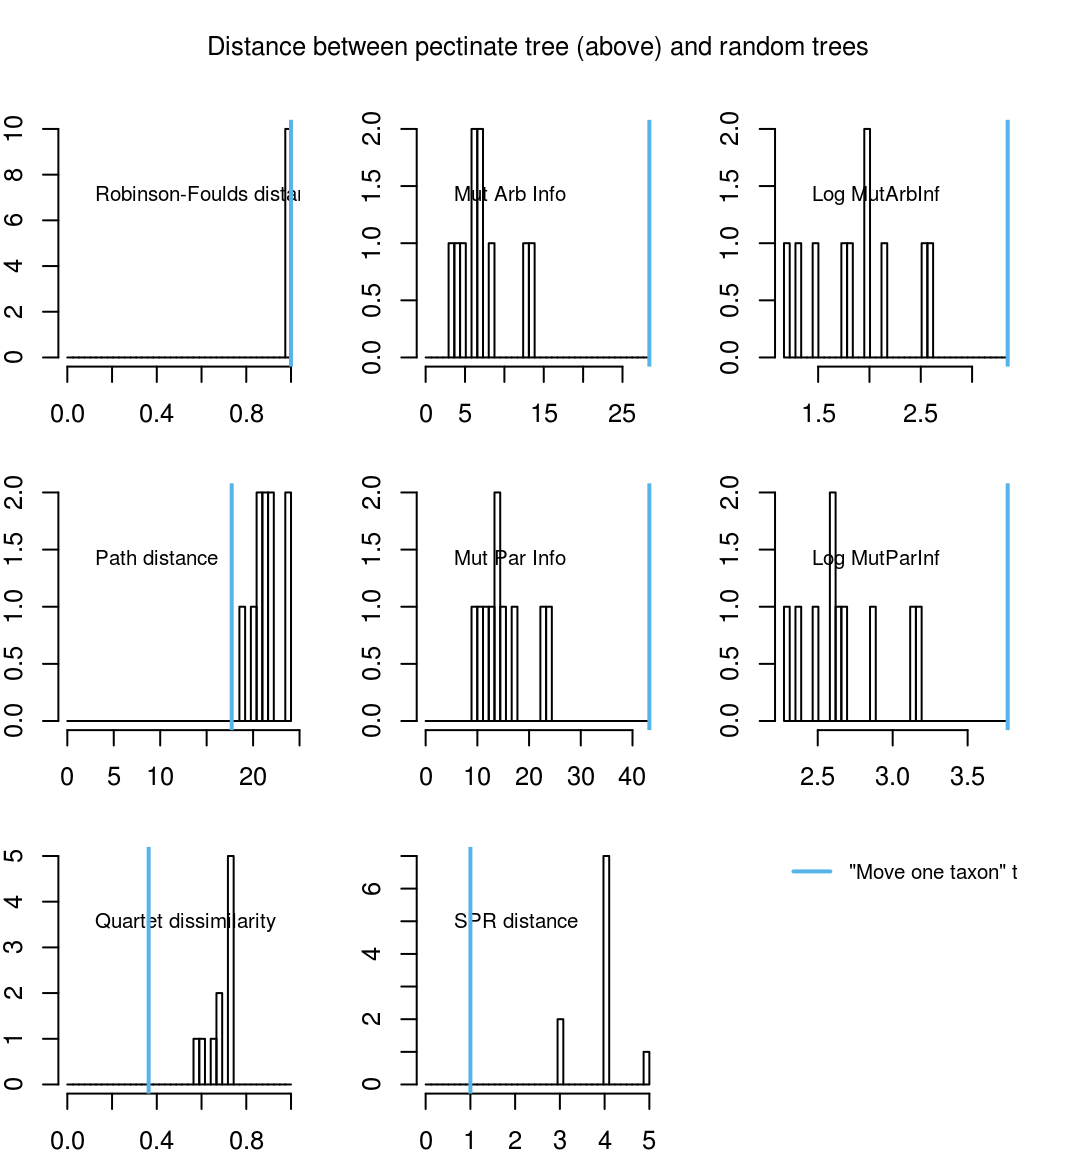 Distance between pectinate tree (above) and random trees
10
8
6
4
2
0
Robinson-Foulds distan
0.0 0.4 0.8
2.0
1.5
1.0
0.5
0.0
Mut Arb Info
0 5 15 25
2.0
1.5
1.0
0.5
0.0
Log MutArbInf
1.5 2.5
2.0
1.5
1.0
0.5
0.0
Path distance
0 5 10 20
2.0
1.5
1.0
0.5
0.0
Mut Par Info
0 10 20 30 40
2.0
1.5
1.0
0.5
0.0
Log MutParInf
2.5 3.0 3.5
5
4
3
2
1
0
Quartet dissimilarity
0.0 0.4 0.8
6
4
2
0
SPR distance
0 1 2 3 4 5
"Move one taxon" t